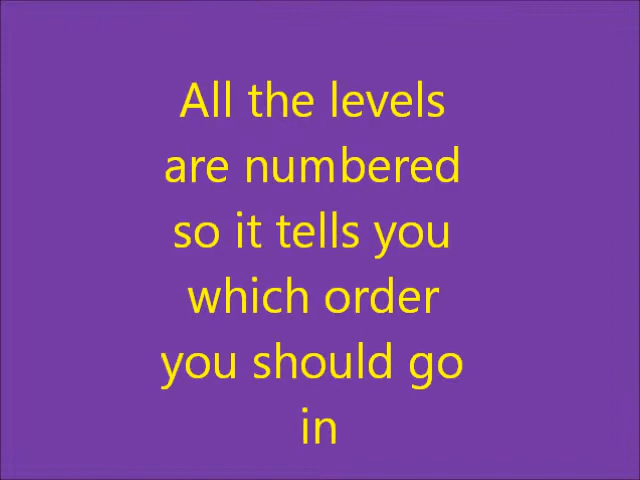 All the levels
are numbered
so it tells you
which order
you should go
in